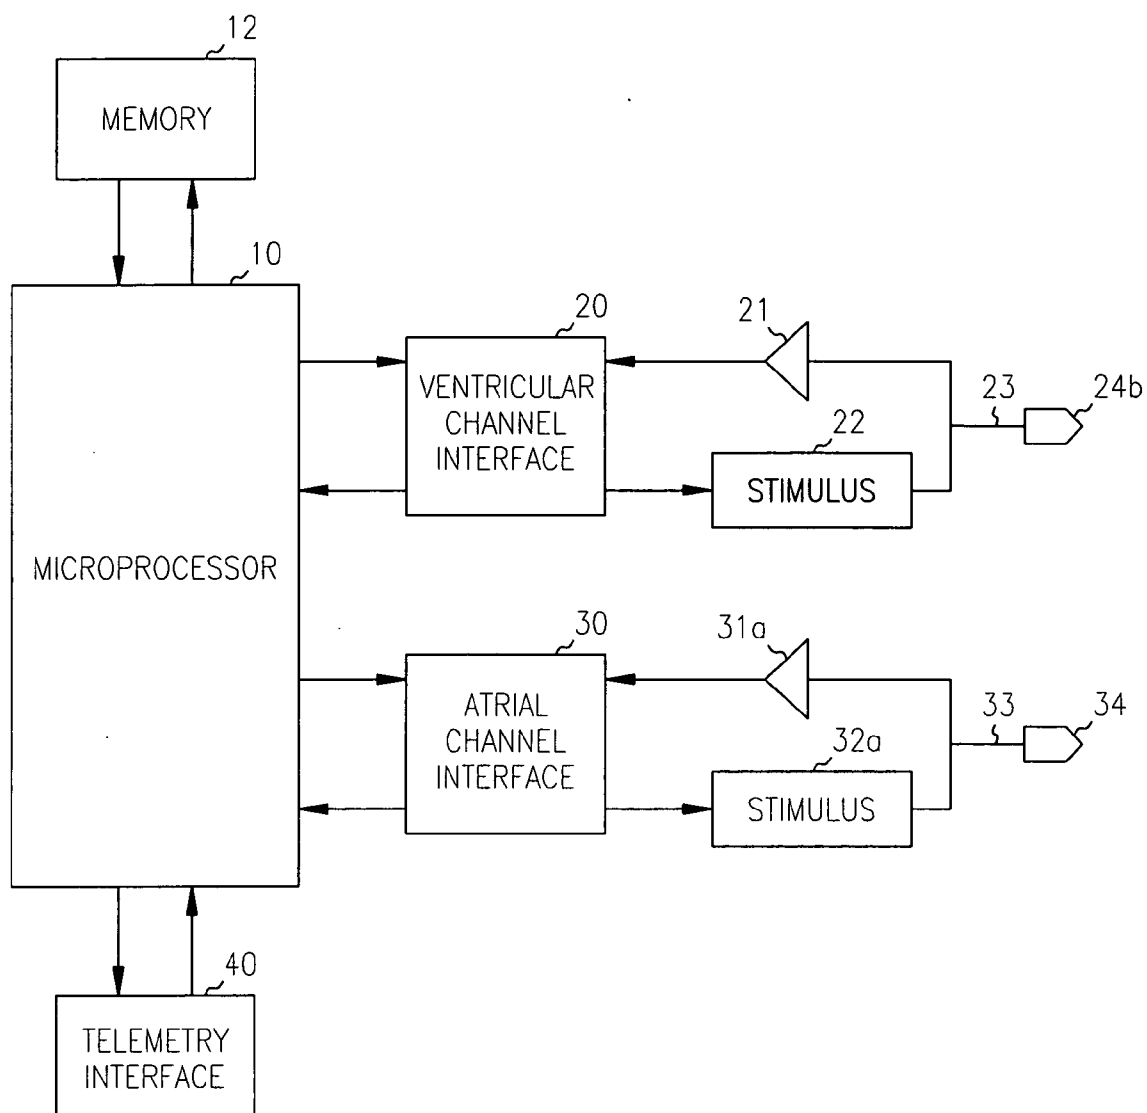 12
MEMORY
10
MICROPROCESSOR
20
VENTRICULAR
CHANNEL
INTERFACE
21
22
STIMULUS
23
24b
30
ATRIAL
CHANNEL
INTERFACE
31a
32a
STIMULUS
33
34
40
TELEMETRY
INTERFACE